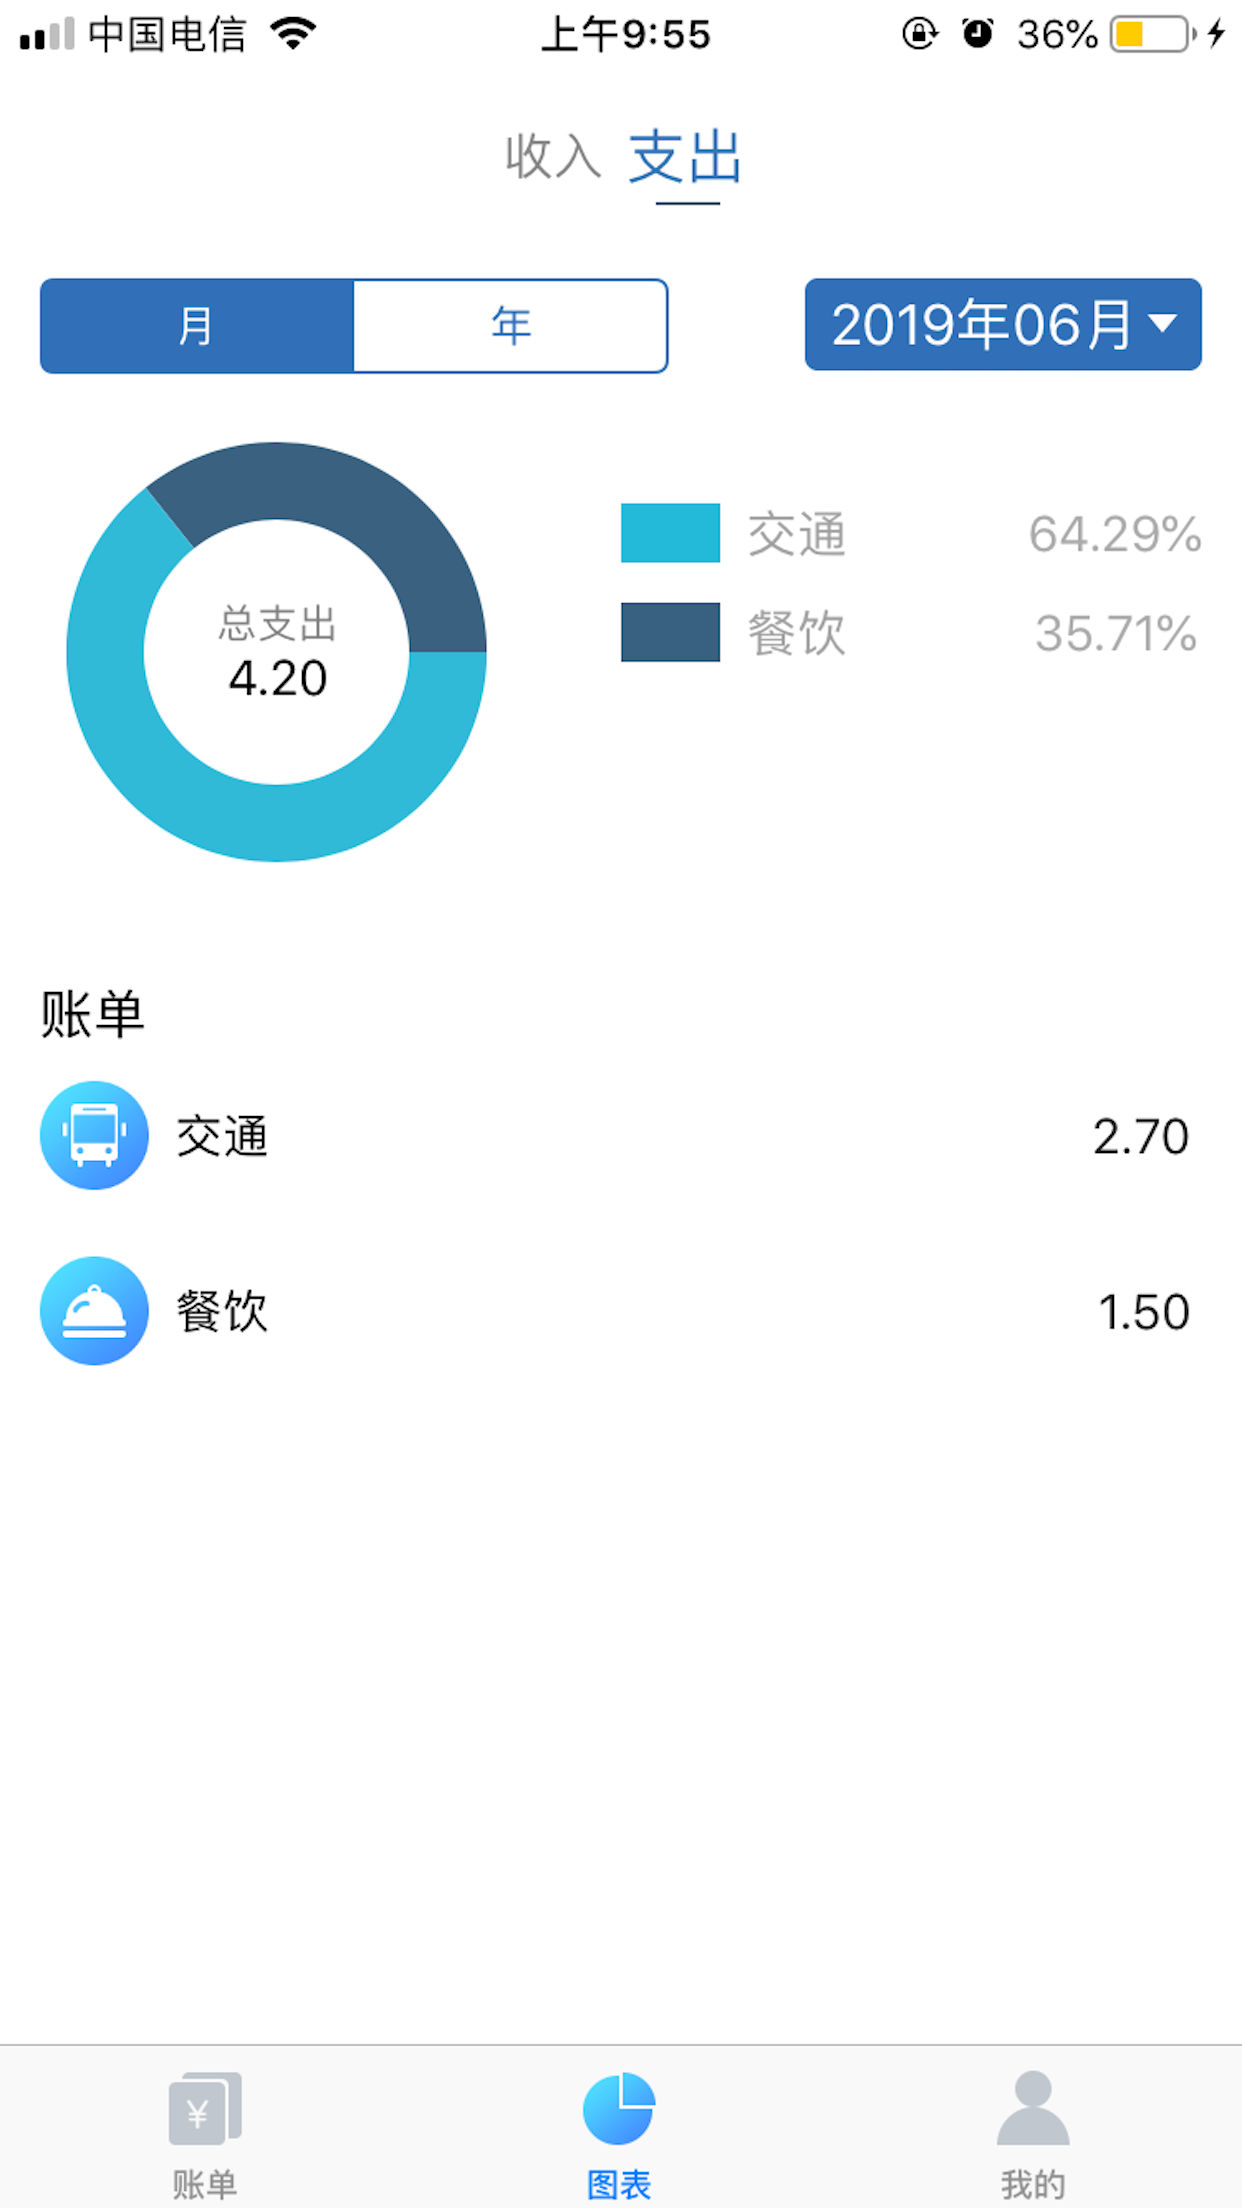 中国电信 上午9:55 36%
收入 支出
月 年 2019年06月
交通 64.29%
餐饮 35.71%
总支出
4.20
账单
交通 2.70
餐饮 1.50
¥
账单 图表 我的